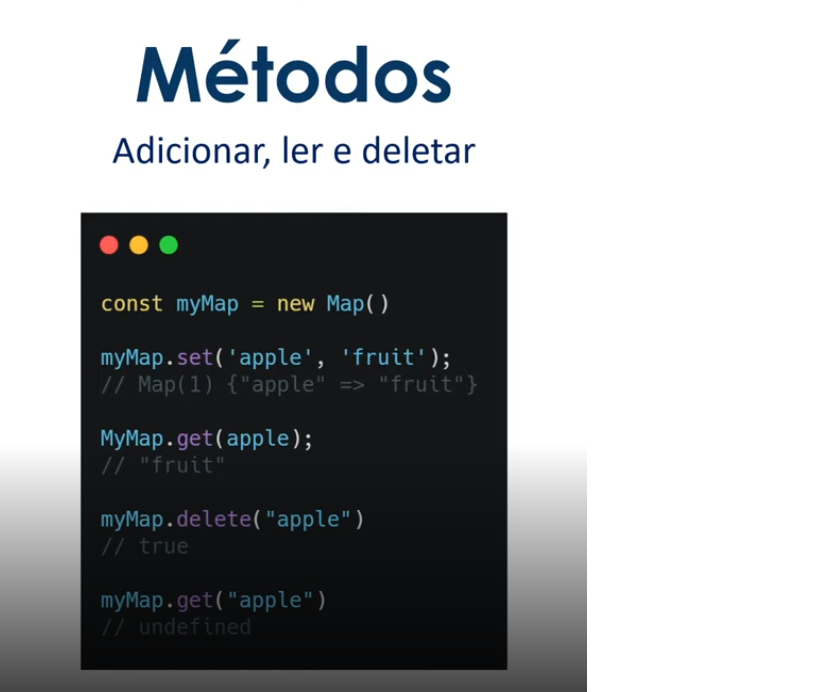 Métodos
Adicionar, ler e deletar
const myMap = new Map()
myMap.set('apple', 'fruit');
// Map(1) {"apple" => "fruit"}
MyMap.get(apple);
// "fruit"
myMap.delete("apple")
// true
myMap.get("apple")
// undefined